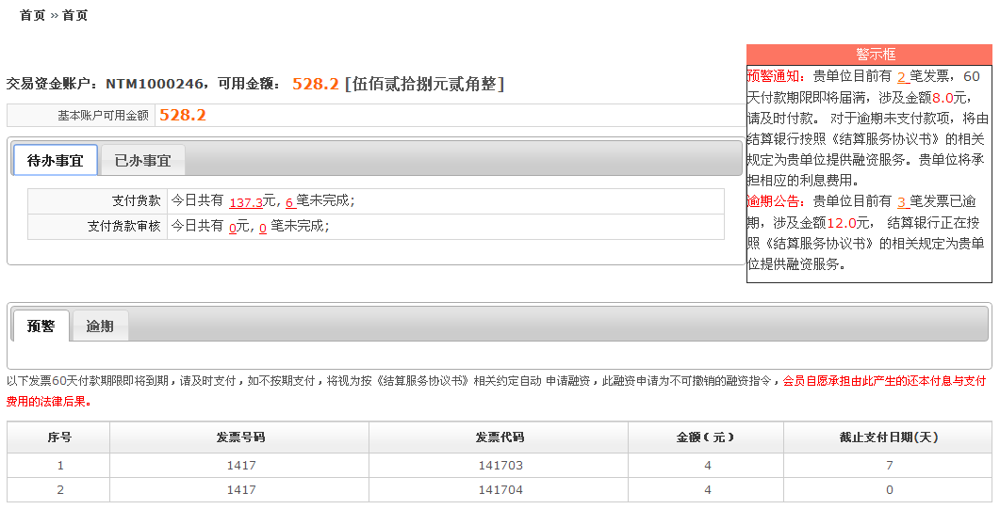 首页 » 首页
交易资金账户：NTM1000246，可用金额： 528.2 [伍佰贰拾捌元贰角整]
基本账户可用金额 528.2
待办事宜 已办事宜
支付货款 今日共有 137.3元, 6 笔未完成;
支付货款审核 今日共有 0元, 0 笔未完成;
警示框
预警通知: 贵单位目前有 2 笔发票，60
天付款期限即将届满，涉及金额8.0元，
请及时付款。 对于逾期未支付款项，将由
结算银行按照《结算服务协议书》的相关
规定为贵单位提供融资服务。贵单位将承
担相应的利息费用。
逾期公告: 贵单位目前有 3 笔发票已逾
期，涉及金额12.0元， 结算银行正在按
照《结算服务协议书》的相关规定为贵单
位提供融资服务。
预警 逾期
以下发票60天付款期限即将到期，请及时支付，如不按期支付，将视为按《结算服务协议书》相关约定自动 申请融资，此融资申请为不可撤销的融资指令，会员自愿承担由此产生的还本付息与支付
费用的法律后果。
序号 发票号码 发票代码 金额（元） 截止支付日期(天)
1 1417 141703 4 7
2 1417 141704 4 0